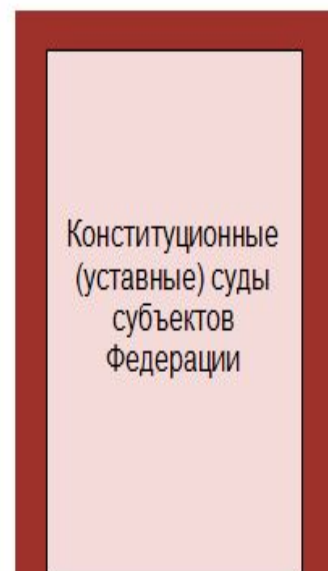 Конституционные
(уставные) суды
субъектов
Федерации